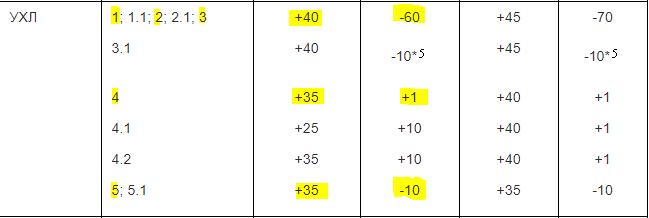 УХЛ 1; 1.1; 2; 2.1; 3 +40 -60 +45 -70
3.1 +40 -10*5 +45 -10*5
4 +35 +1 +40 +1
4.1 +25 +10 +40 +1
4.2 +35 +10 +40 +1
5; 5.1 +35 -10 +35 -10